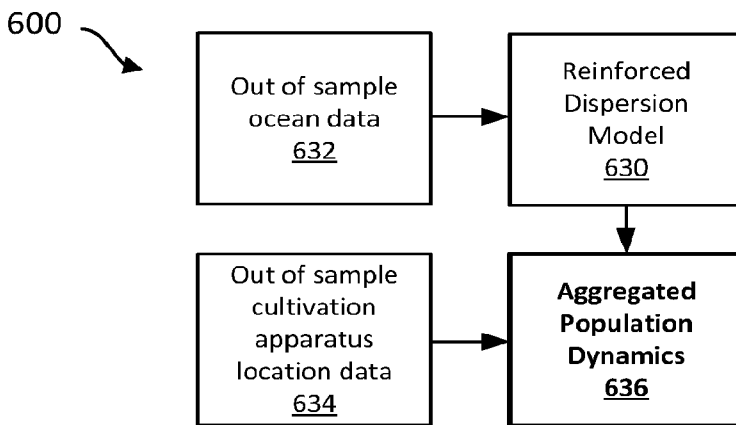 600
Out of sample
ocean data
632
Reinforced
Dispersion
Model
630
Out of sample
cultivation
apparatus
location data
634
Aggregated
Population
Dynamics
636